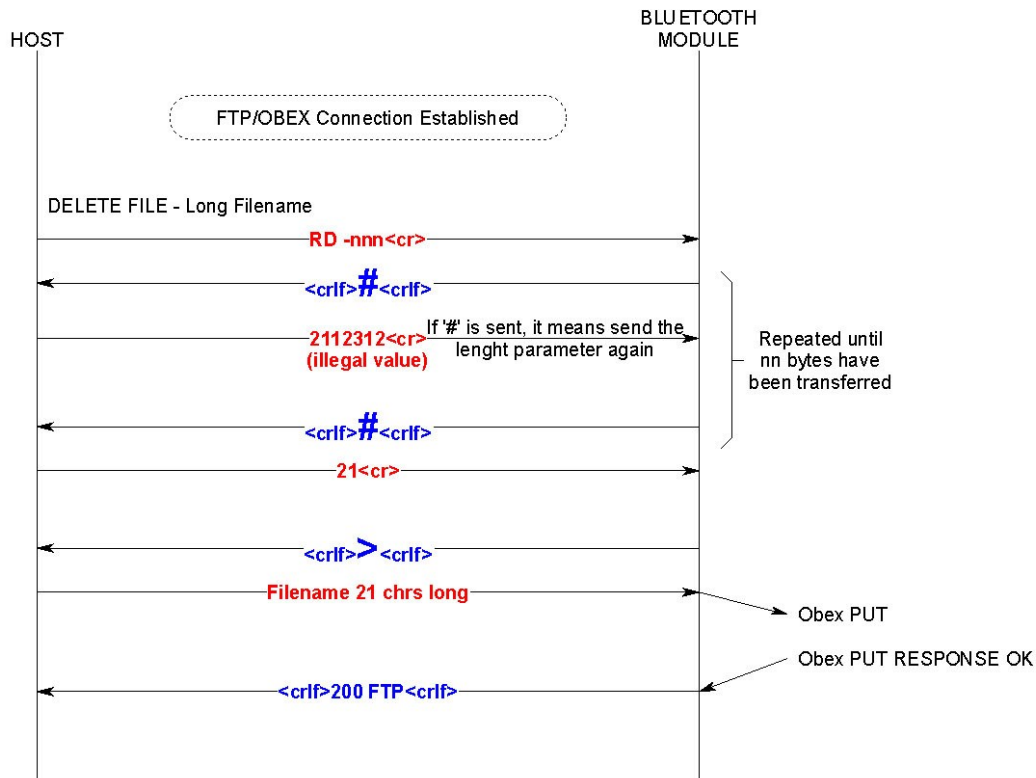 HOST
BLUETOOTH
MODULE
FTP/OBEX Connection Established
DELETE FILE - Long Filename
RD -nnn<cr>
<crlf>#<crlf>
2112312<cr>
(illegal value)
If '#' is sent, it means send the
lenght parameter again
Repeated until
nn bytes have
been transferred
<crlf>#<crlf>
21<cr>
<crlf>><crlf>
Filename 21 chrs long
Obex PUT
Obex PUT RESPONSE OK
<crlf>200 FTP<crlf>